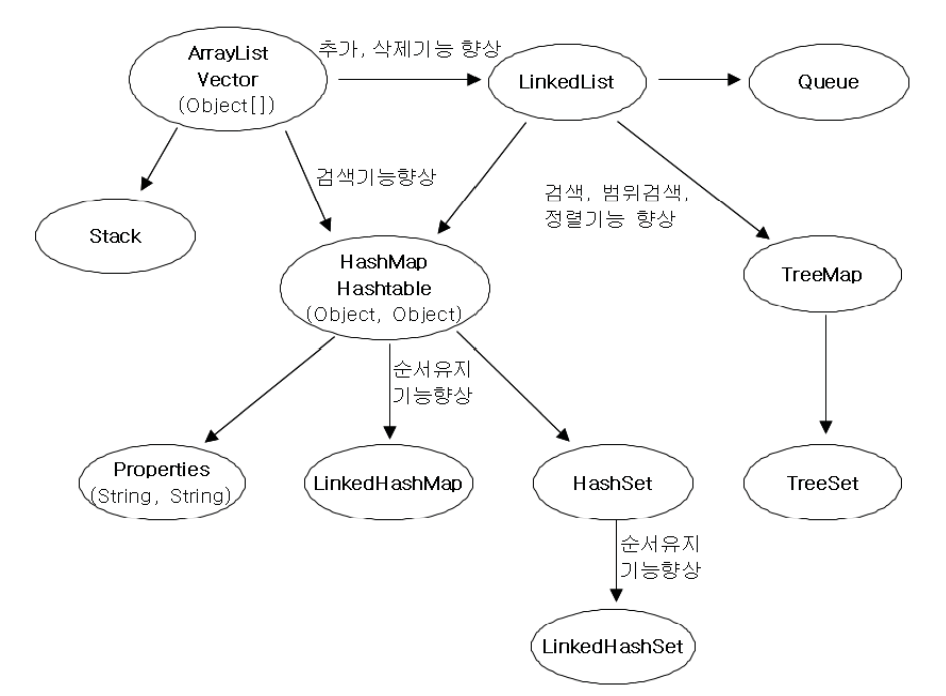 ArrayList
Vector
(Object[])
추가, 삭제기능 향상
LinkedList
Queue
검색기능향상
검색, 범위검색,
정렬기능 향상
Stack
HashMap
Hashtable
(Object, Object)
TreeMap
순서유지
기능향상
Properties
(String, String)
LinkedHashMap
HashSet
TreeSet
순서유지
기능향상
LinkedHashSet